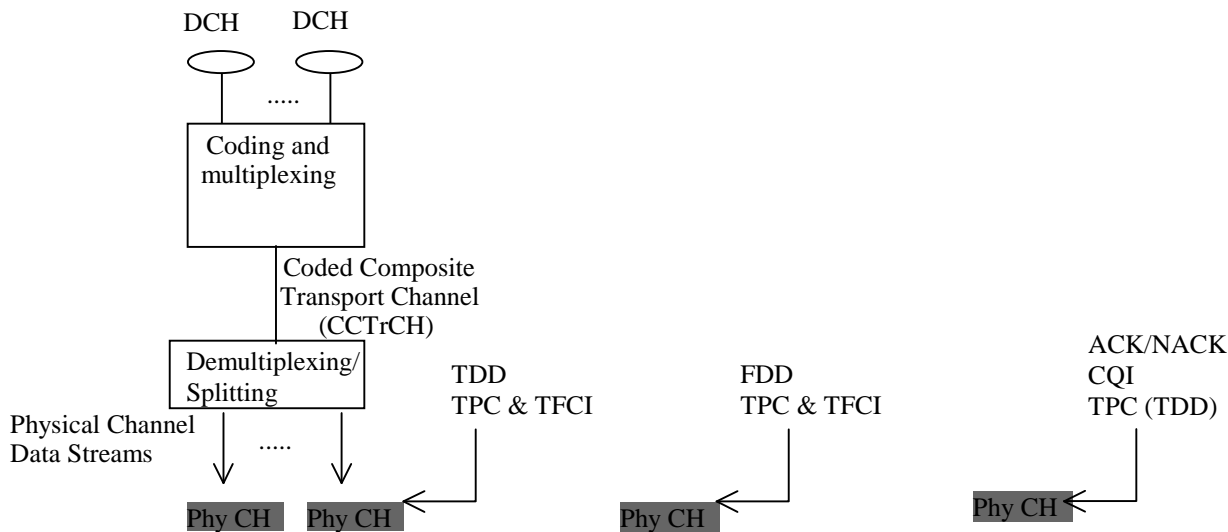 DCH DCH
.....
Coding and
multiplexing
Coded Composite
Transport Channel
(CCTrCH)
Demultiplexing/
Splitting
Physical Channel
Data Streams
.....
TDD
TPC & TFCI
FDD
TPC & TFCI
ACK/NACK
CQI
TPC (TDD)
Phy CH Phy CH Phy CH Phy CH